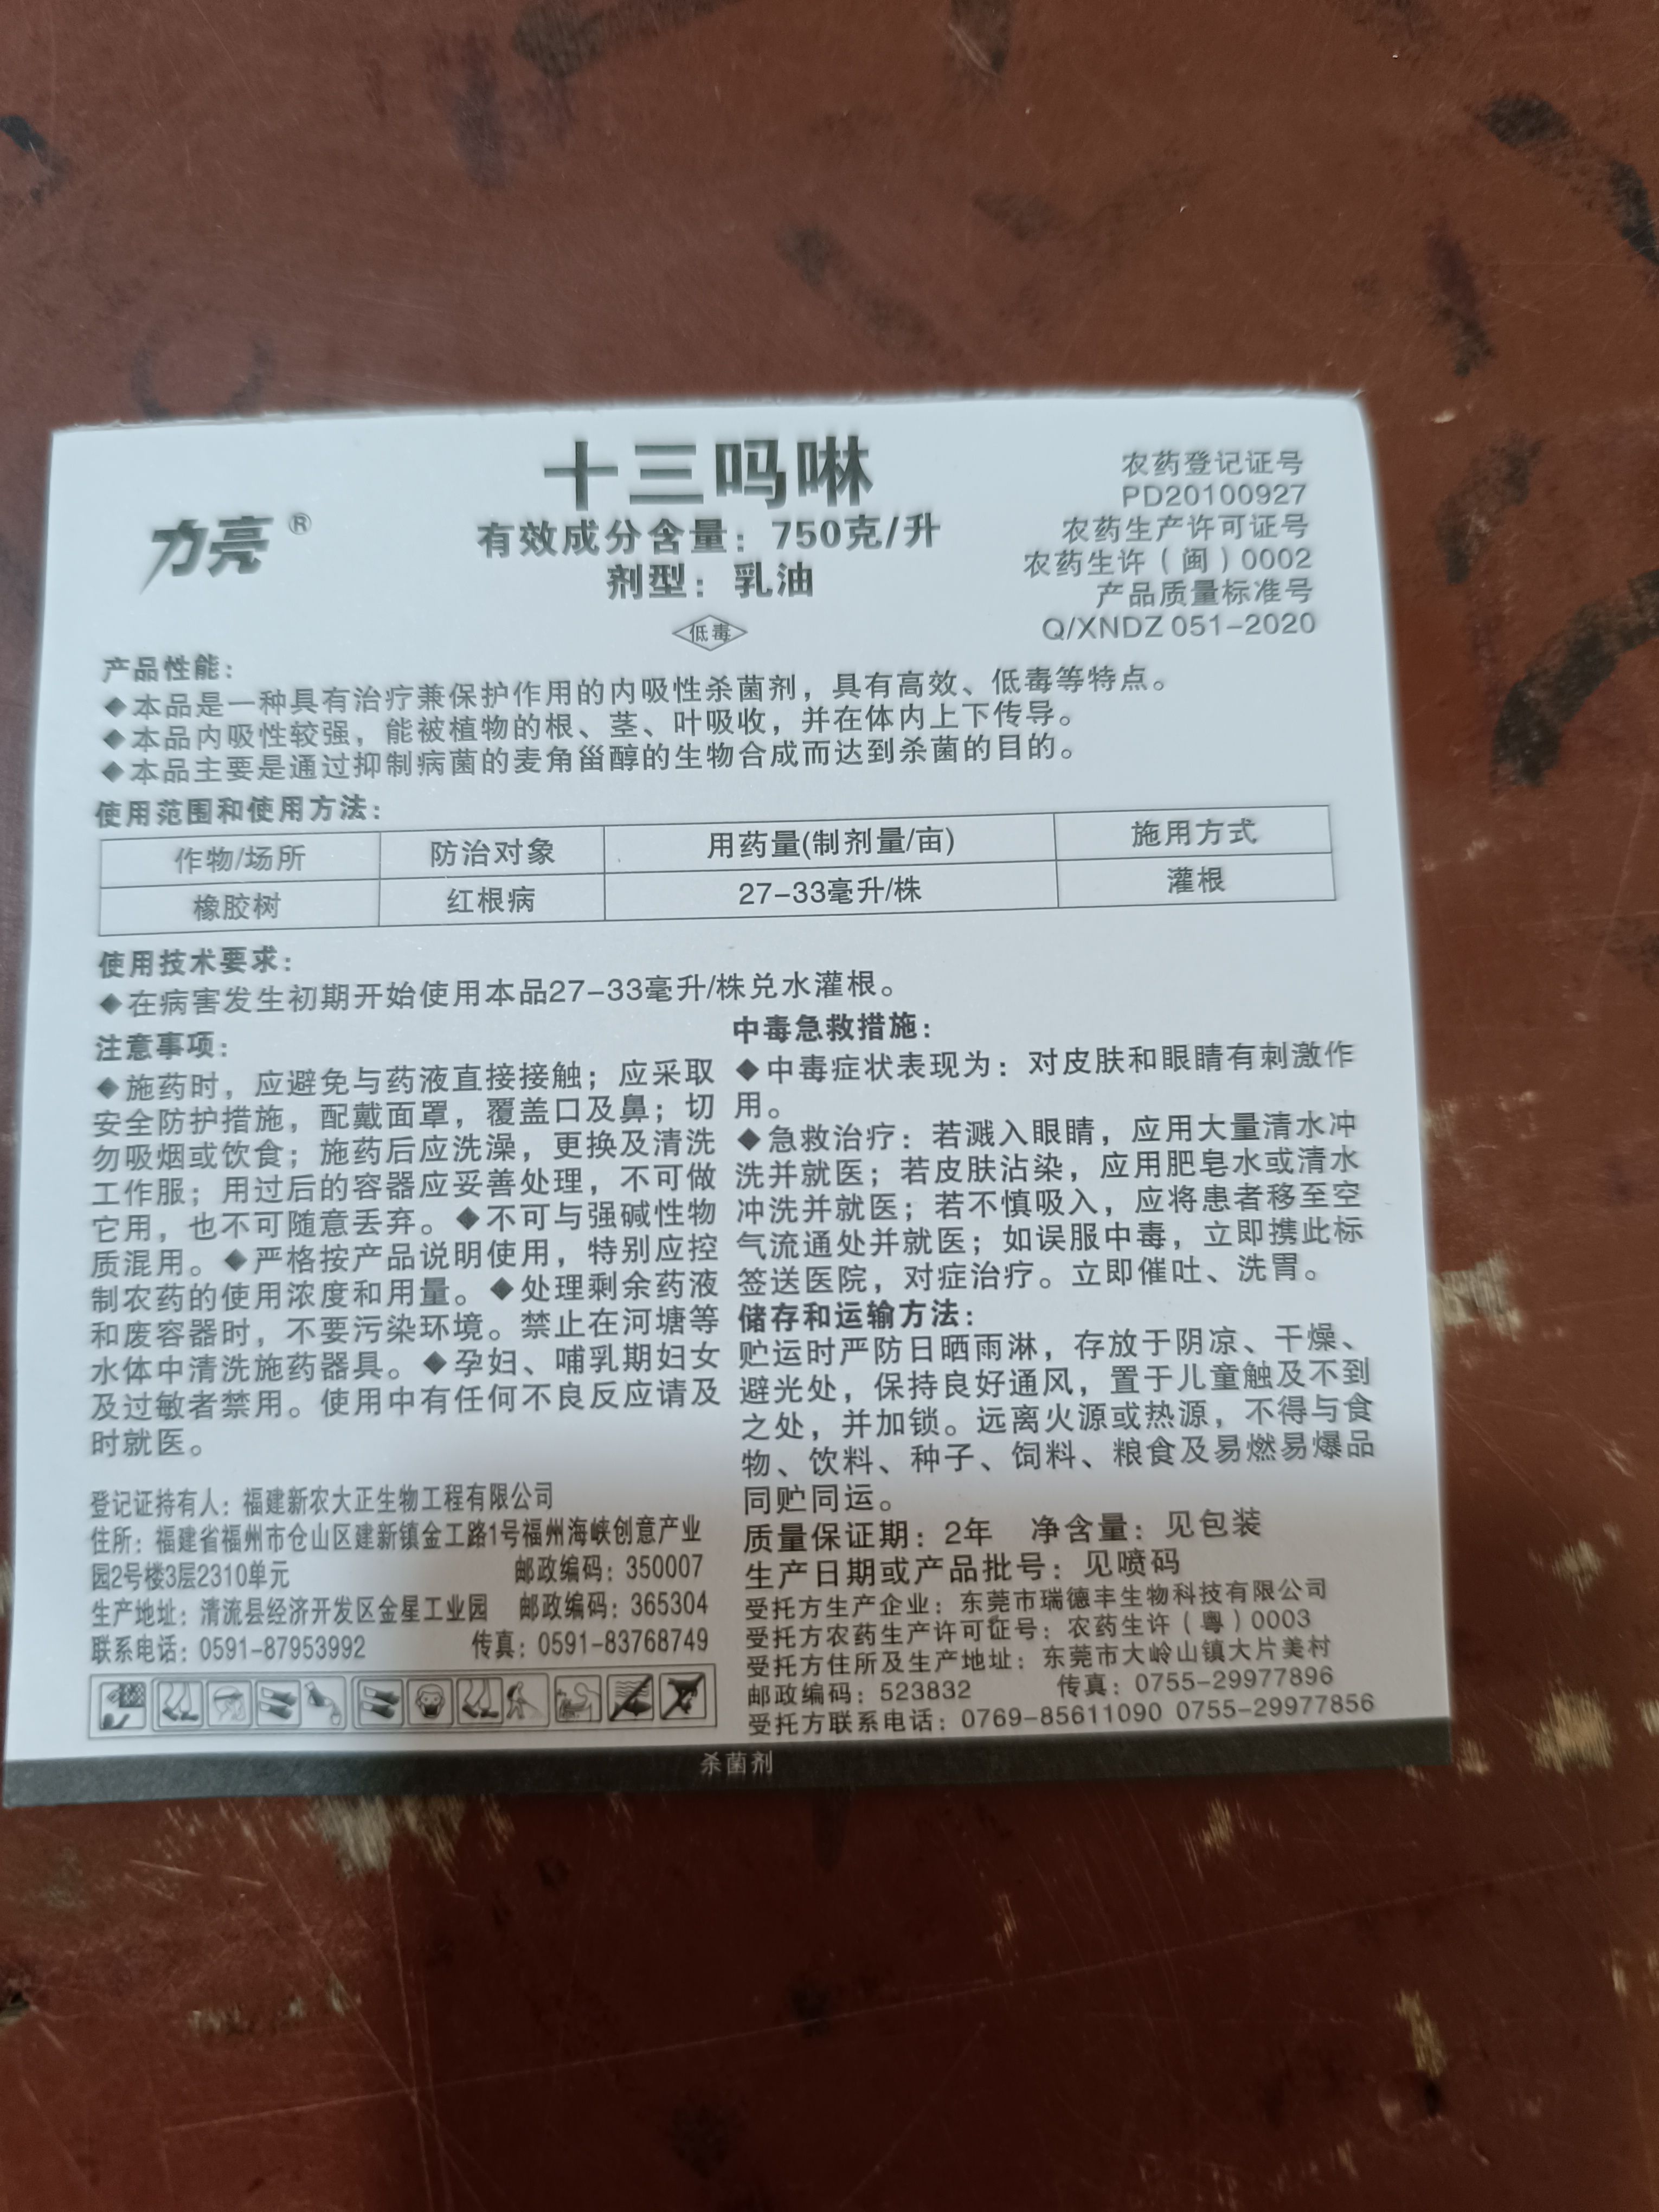 力亮®
十三吗啉
有效成分含量：750克/升
剂型：乳油
低毒
农药登记证号
PD20100927
农药生产许可证号
农药生许（闽）0002
产品质量标准号
Q/XNDZ 051-2020
产品性能：
◆本品是一种具有治疗兼保护作用的内吸性杀菌剂，具有高效、低毒等特点。
◆本品内吸性较强，能被植物的根、茎、叶吸收，并在体内上下传导。
◆本品主要是通过抑制病菌的麦角甾醇的生物合成而达到杀菌的目的。
使用范围和使用方法：
作物/场所 防治对象 用药量(制剂量/亩) 施用方式
橡胶树 红根病 27-33毫升/株 灌根
使用技术要求：
◆在病害发生初期开始使用本品27-33毫升/株兑水灌根。
注意事项：
◆施药时，应避免与药液直接接触；应采取
安全防护措施，配戴面罩，覆盖口及鼻；切
勿吸烟或饮食；施药后应洗澡，更换及清洗
工作服；用过后的容器应妥善处理，不可做
它用，也不可随意丢弃。◆不可与强碱性物
质混用。◆严格按产品说明使用，特别应控
制农药的使用浓度和用量。◆处理剩余药液
和废容器时，不要污染环境。禁止在河塘等
水体中清洗施药器具。◆孕妇、哺乳期妇女
及过敏者禁用。使用中有任何不良反应请及
时就医。
登记证持有人：福建新农大正生物工程有限公司
住所：福建省福州市仓山区建新镇金工路1号福州海峡创意产业
园2号楼3层2310单元 邮政编码：350007
生产地址：清流县经济开发区金星工业园 邮政编码：365304
联系电话：0591-87953992 传真：0591-83768749
中毒急救措施：
◆中毒症状表现为：对皮肤和眼睛有刺激作
用。
◆急救治疗：若溅入眼睛，应用大量清水冲
洗并就医；若皮肤沾染，应用肥皂水或清水
冲洗并就医；若不慎吸入，应将患者移至空
气流通处并就医；如误服中毒，立即携此标
签送医院，对症治疗。立即催吐、洗胃。
储存和运输方法：
贮运时严防日晒雨淋，存放于阴凉、干燥、
避光处，保持良好通风，置于儿童触及不到
之处，并加锁。远离火源或热源，不得与食
物、饮料、种子、饲料、粮食及易燃易爆品
同贮同运。
质量保证期：2年 净含量：见包装
生产日期或产品批号：见喷码
受托方生产企业：东莞市瑞德丰生物科技有限公司
受托方农药生产许可证号：农药生许（粤）0003
受托方住所及生产地址：东莞市大岭山镇大片美村
邮政编码：523832 传真：0755-29977896
受托方联系电话：0769-85611090 0755-29977856
杀菌剂